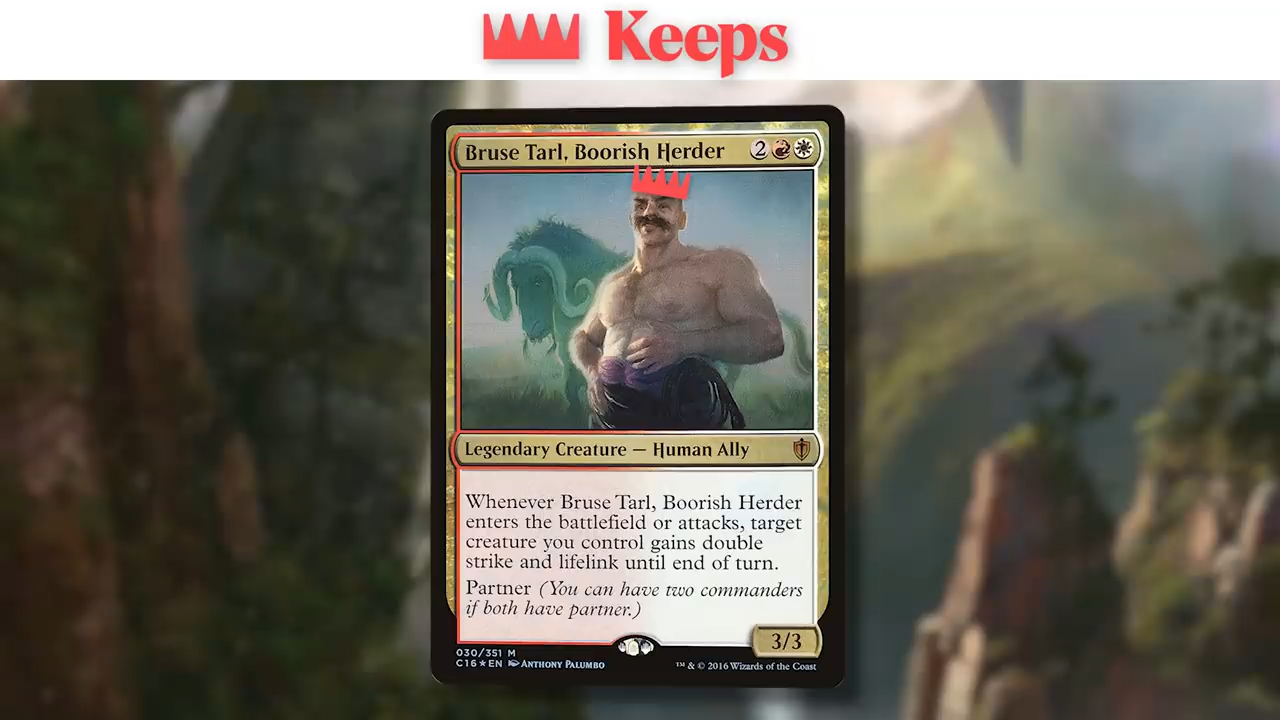 Keeps
Bruse Tarl, Boorish Herder 2
Legendary Creature — Human Ally
Whenever Bruse Tarl, Boorish Herder
enters the battlefield or attacks, target
creature you control gains double
strike and lifelink until end of turn.
Partner (You can have two commanders
if both have partner.)
3/3
030/351 M
C16★EN Anthony Palumbo
™ & © 2016 Wizards of the Coast